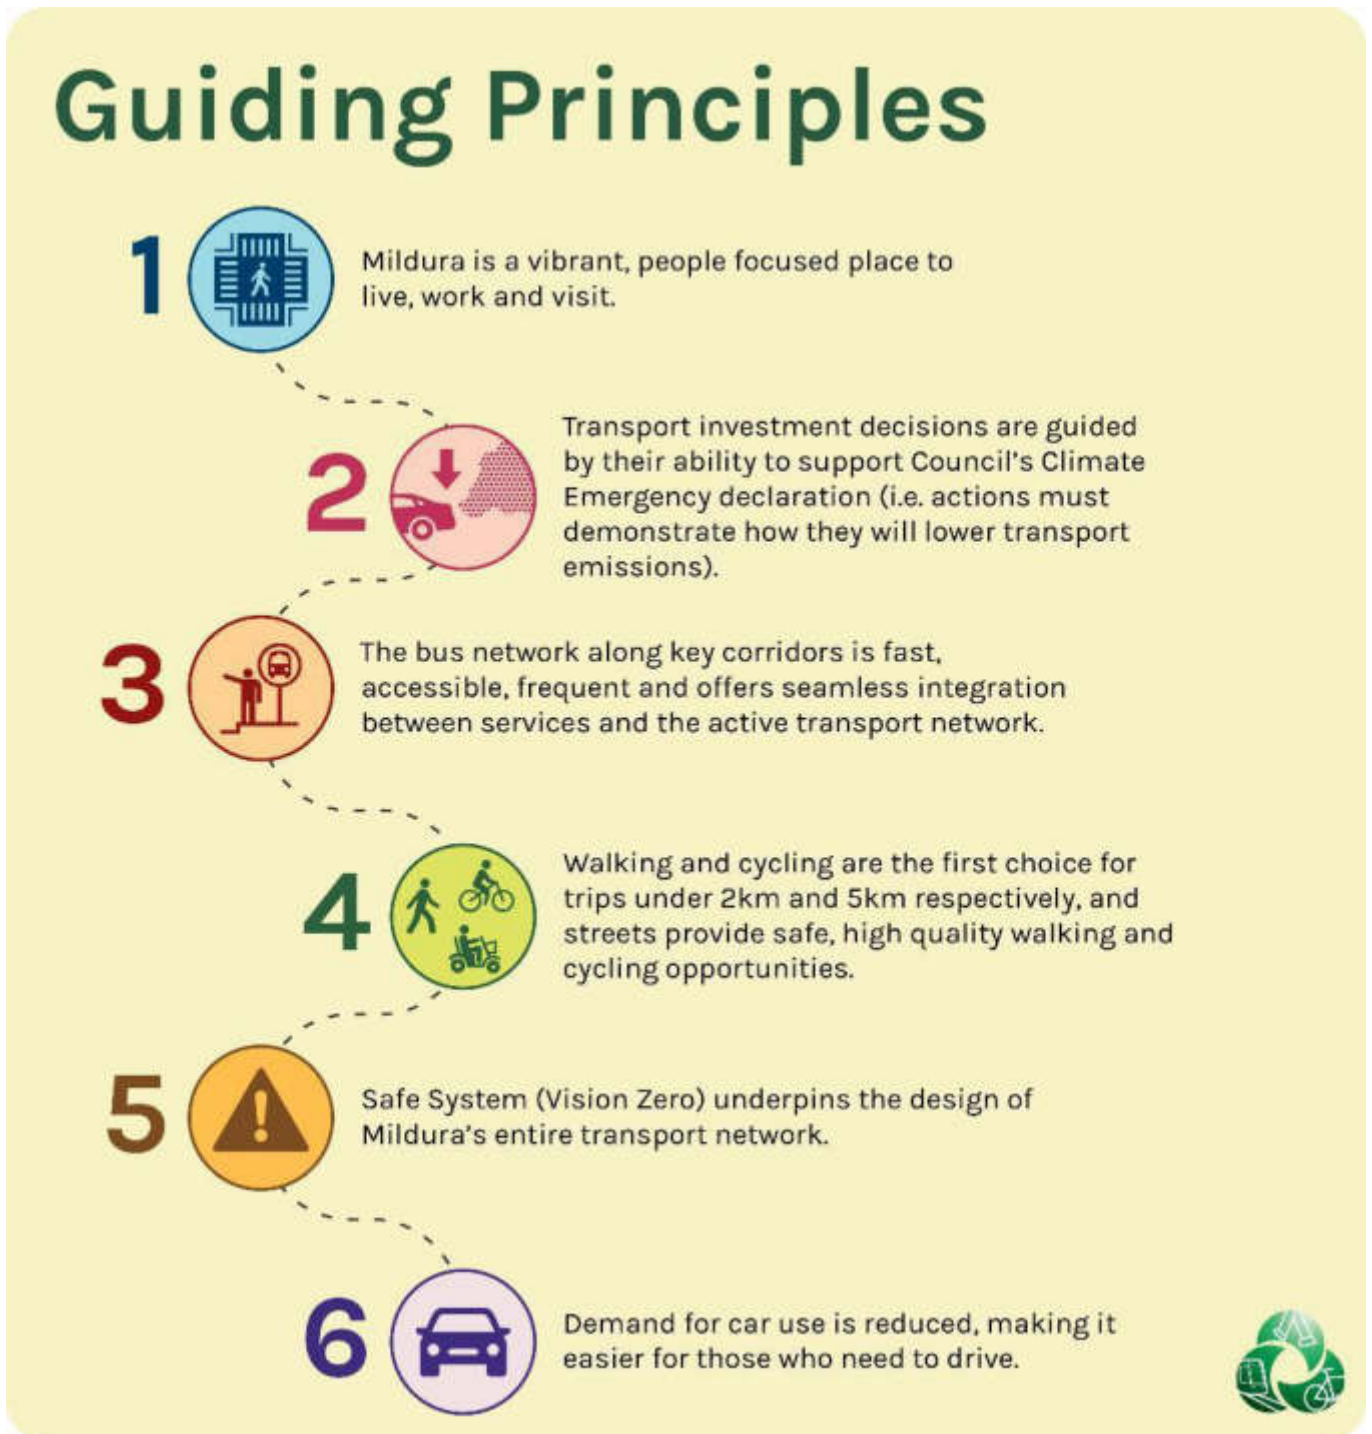 Guiding Principles
1
Mildura is a vibrant, people focused place to
live, work and visit.
2
Transport investment decisions are guided
by their ability to support Council's Climate
Emergency declaration (i.e. actions must
demonstrate how they will lower transport
emissions).
3
The bus network along key corridors is fast,
accessible, frequent and offers seamless integration
between services and the active transport network.
4
Walking and cycling are the first choice for
trips under 2km and 5km respectively, and
streets provide safe, high quality walking and
cycling opportunities.
5
Safe System (Vision Zero) underpins the design of
Mildura's entire transport network.
6
Demand for car use is reduced, making it
easier for those who need to drive.